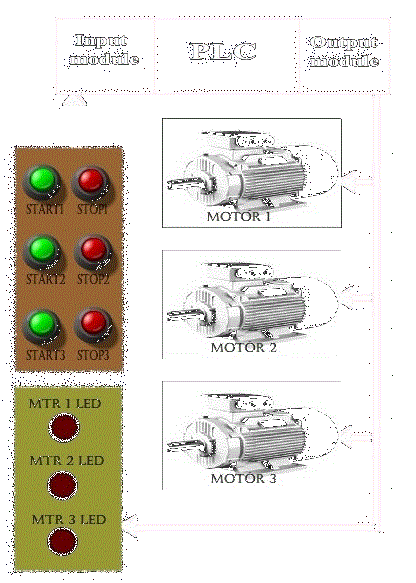 Input
module
PLC
Output
module
START1 STOP1
MOTOR 1
START2 STOP2
MOTOR 2
START3 STOP3
MTR 1 LED
MTR 2 LED
MOTOR 3
MTR 3 LED